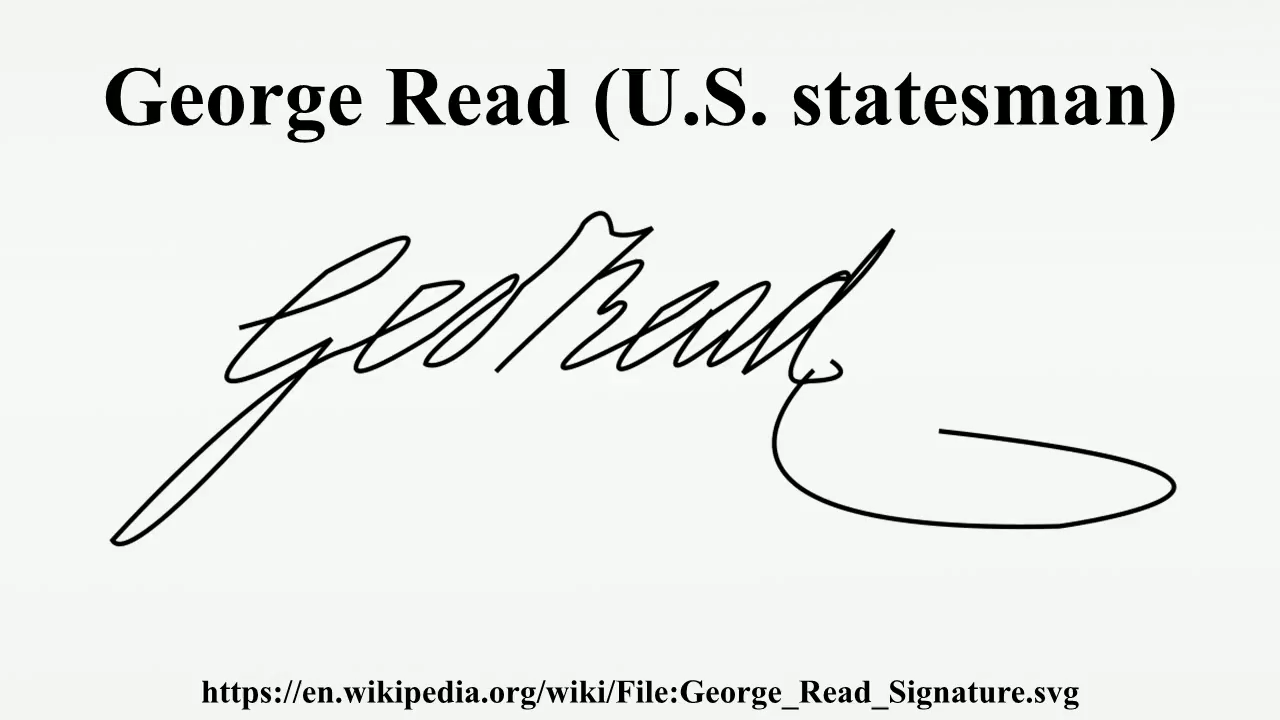 George Read (U.S. statesman)
Geo Read
https://en.wikipedia.org/wiki/File:George_Read_Signature.svg